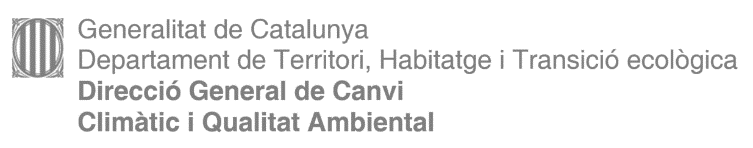 Generalitat de Catalunya
Departament de Territori, Habitatge i Transició ecològica
Direcció General de Canvi
Climàtic i Qualitat Ambiental